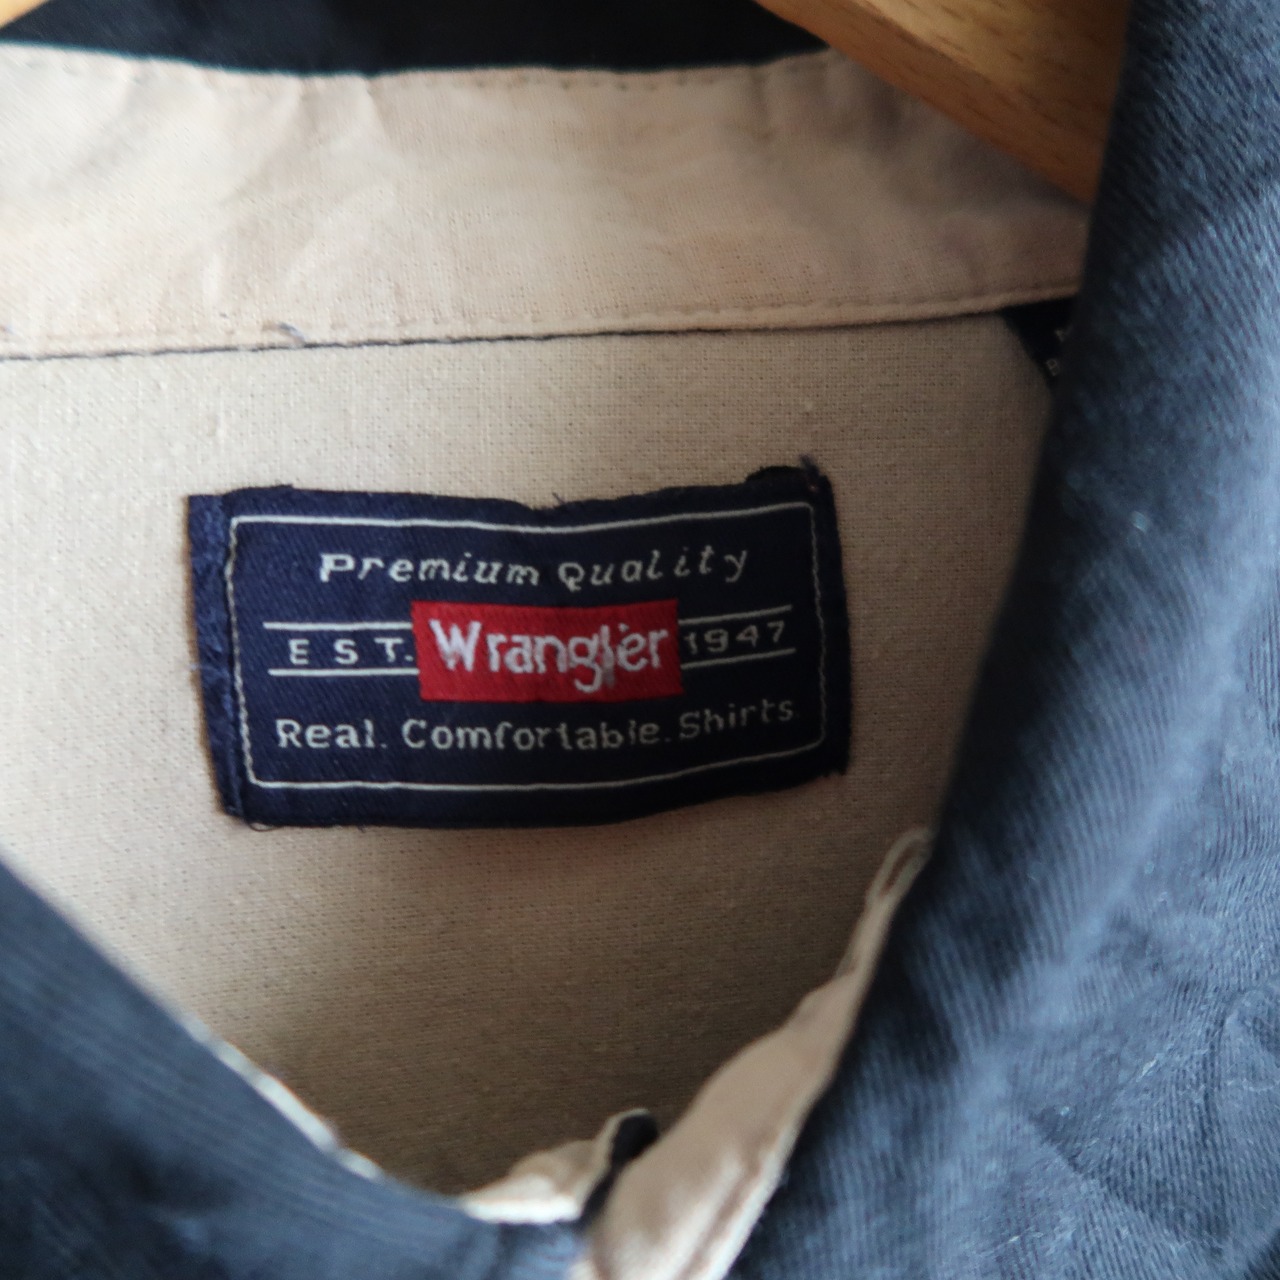 Premium Quality
EST. Wrangler 1947
Real. Comfortable. Shirts